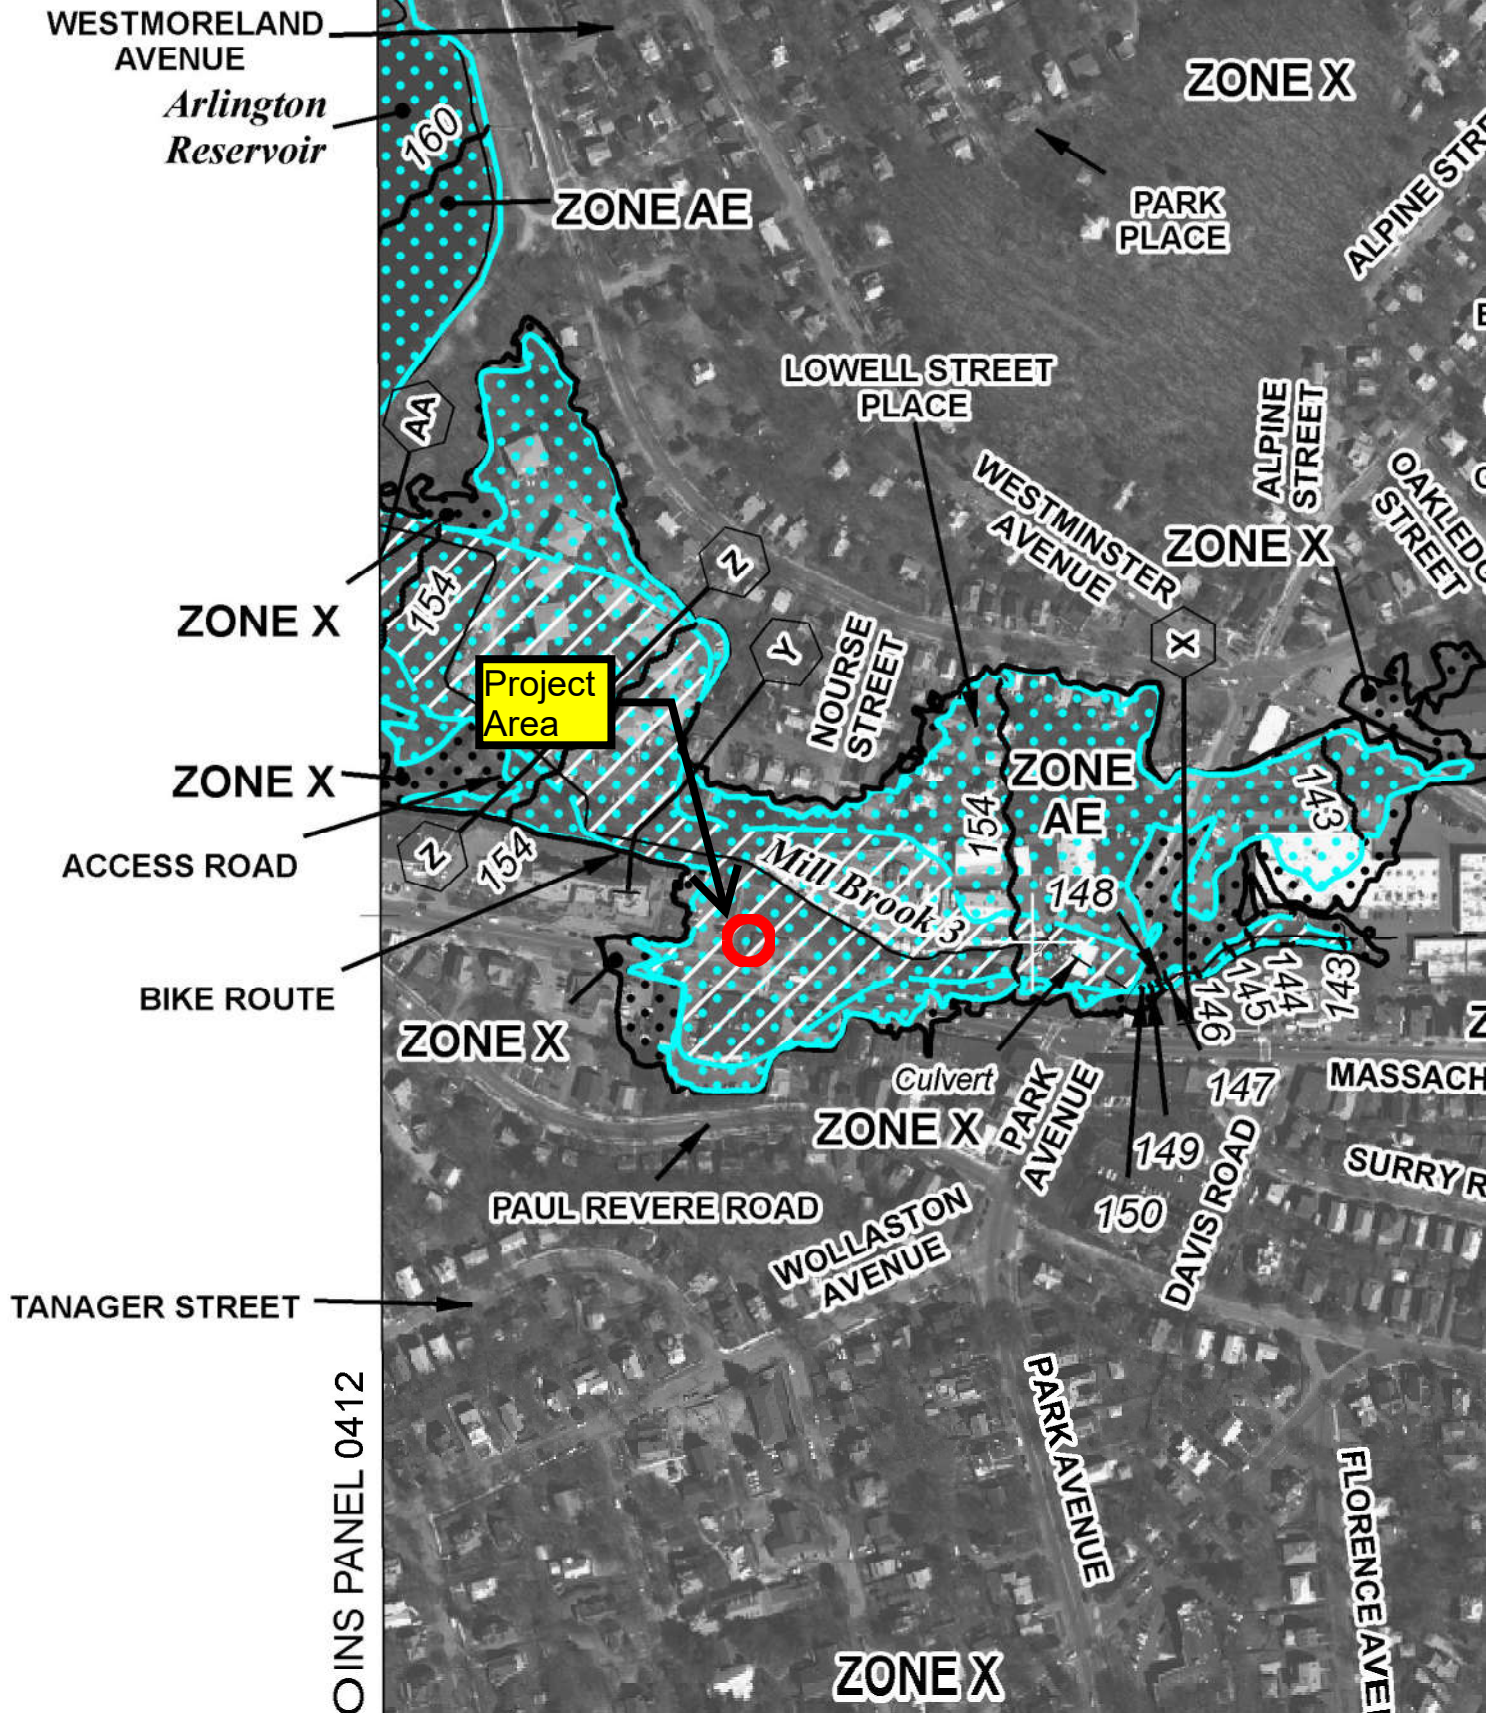 WESTMORELAND
AVENUE
Arlington
Reservoir
160
ZONE AE
ZONE X
PARK
PLACE
ALPINE STRE
LOWELL STREET
PLACE
AA
ALPINE
STREET
WESTMINSTER
AVENUE
ZONE X
OAKLEDG
STREET
154
ZONE X
Z
Y
X
NOURSE
STREET
Project
Area
ZONE X
ACCESS ROAD
Z
154
BIKE ROUTE
Mill Brook 3
154
ZONE
AE
148
143
ZONE X
146
145
144
143
Culvert
PARK
AVENUE
147
MASSACH
ZONE X
149
150
DAVIS ROAD
SURRY R
PAUL REVERE ROAD
WOLLASTON
AVENUE
TANAGER STREET
OINS PANEL 0412
PARK AVENUE
FLORENCE AVE
ZONE X